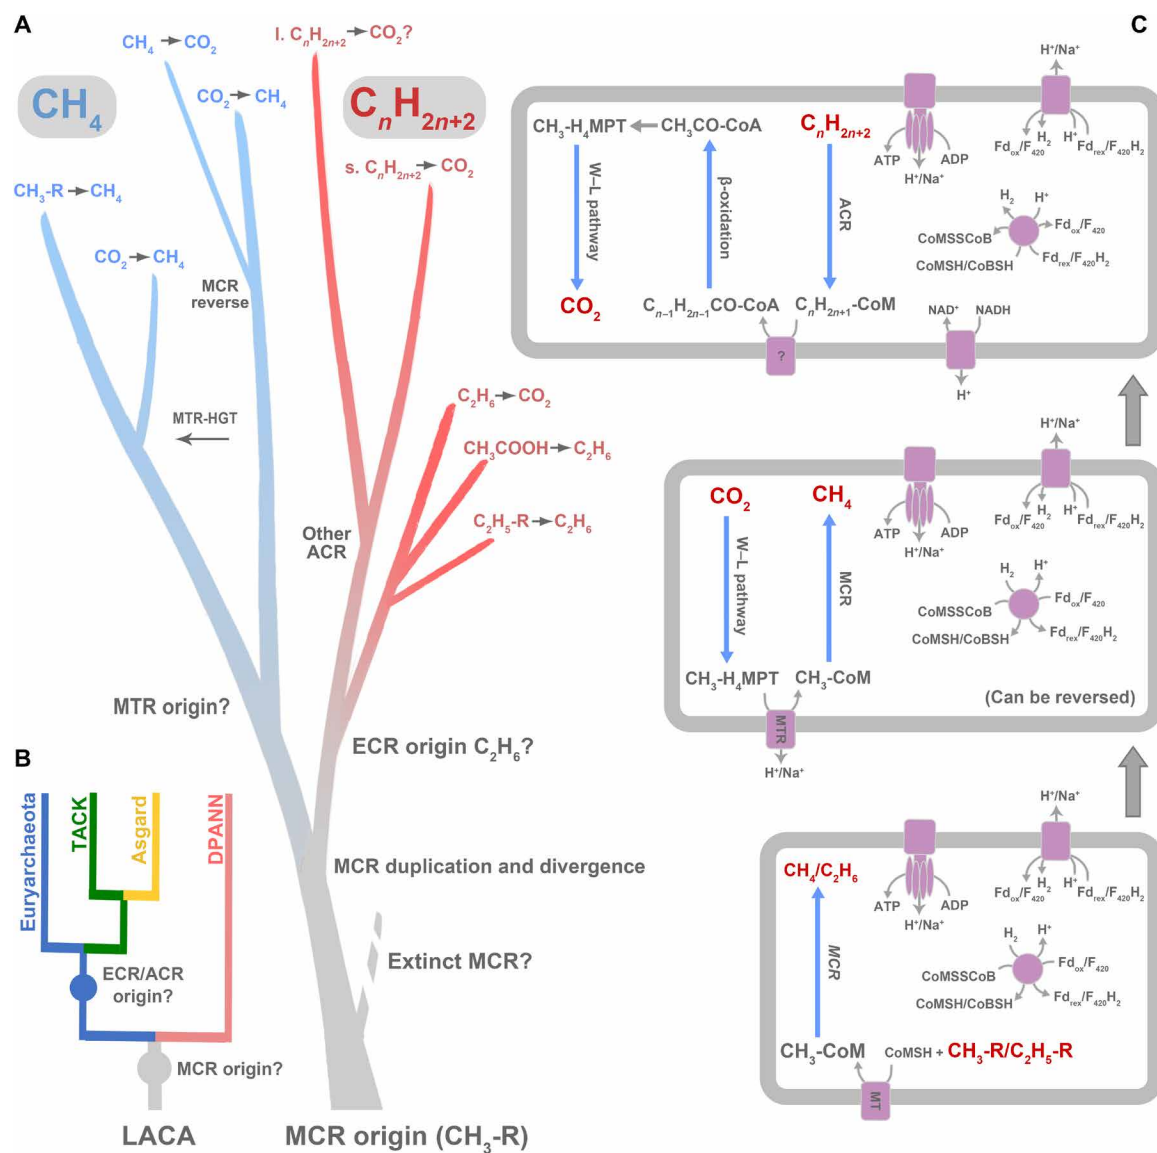 A
CH₄→CO₂
l. CₙH₂ₙ₊₂→CO₂?
CH₄
CO₂→CH₄
CₙH₂ₙ₊₂
s. CₙH₂ₙ₊₂→CO₂
CH₃-R→CH₄
CO₂→CH₄
MCR
reverse
MTR-HGT
C₂H₆→CO₂
CH₃COOH→C₂H₆
C₂H₅-R→C₂H₆
Other
ACR
MTR origin?
ECR origin C₂H₆?
MCR duplication and divergence
Extinct MCR?
MCR origin (CH₃-R)
B
Euryarchaeota
TACK
Asgard
DPANN
ECR/ACR
origin?
MCR origin?
LACA
C
H⁺/Na⁺
CH₃-H₄MPT
CH₃CO-CoA
CₙH₂ₙ₊₂
W–L pathway
β-oxidation
ACR
CO₂
Cₙ₋₁H₂ₙ₋₁CO-CoA
CₙH₂ₙ₊₁-CoM
?
ATP
ADP
H⁺/Na⁺
Fdₒₓ/F₄₂₀
H₂
H⁺
Fdᵣₑₓ/F₄₂₀H₂
H₂
H⁺
CoMSSCoB
Fdₒₓ/F₄₂₀
CoMSH/CoBSH
Fdᵣₑₓ/F₄₂₀H₂
NAD⁺
NADH
H⁺
H⁺/Na⁺
CO₂
CH₄
W–L pathway
MCR
CH₃-H₄MPT
CH₃-CoM
MTR
H⁺/Na⁺
ATP
ADP
H⁺/Na⁺
Fdₒₓ/F₄₂₀
H₂
H⁺
Fdᵣₑₓ/F₄₂₀H₂
H₂
H⁺
CoMSSCoB
Fdₒₓ/F₄₂₀
CoMSH/CoBSH
Fdᵣₑₓ/F₄₂₀H₂
(Can be reversed)
H⁺/Na⁺
CH₄/C₂H₆
MCR
CH₃-CoM
CoMSH + CH₃-R/C₂H₅-R
MT
ATP
ADP
H⁺/Na⁺
Fdₒₓ/F₄₂₀
H₂
H⁺
Fdᵣₑₓ/F₄₂₀H₂
H₂
H⁺
CoMSSCoB
Fdₒₓ/F₄₂₀
CoMSH/CoBSH
Fdᵣₑₓ/F₄₂₀H₂